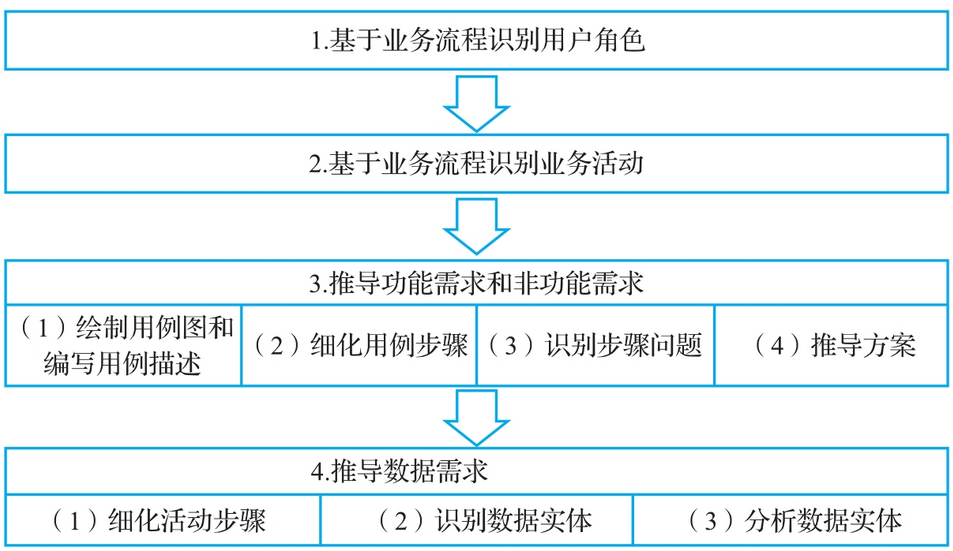 1.基于业务流程识别用户角色
2.基于业务流程识别业务活动
3.推导功能需求和非功能需求
（1）绘制用例图和
编写用例描述
（2）细化用例步骤
（3）识别步骤问题
（4）推导方案
4.推导数据需求
（1）细化活动步骤
（2）识别数据实体
（3）分析数据实体